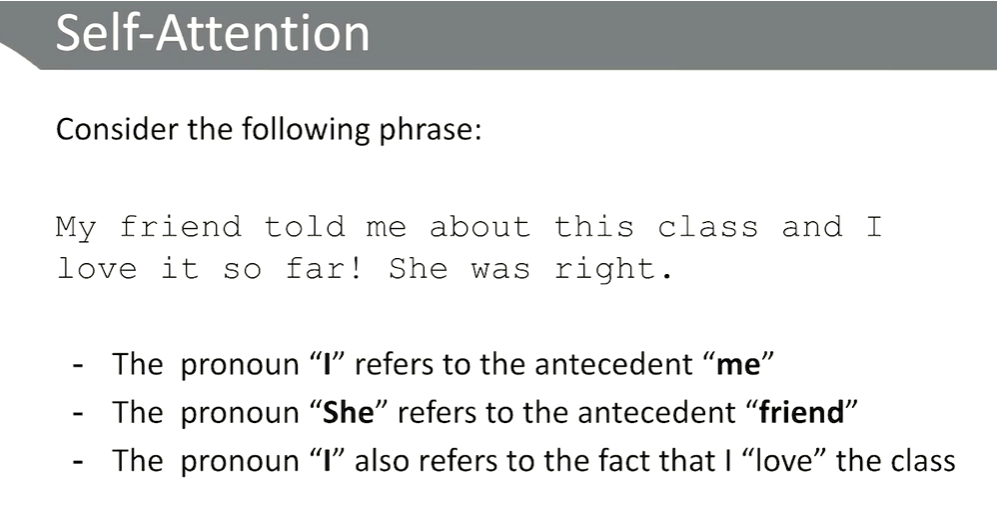 Self-Attention
Consider the following phrase:
My friend told me about this class and I
love it so far! She was right.
- The pronoun “I” refers to the antecedent “me”
- The pronoun “She” refers to the antecedent “friend”
- The pronoun “I” also refers to the fact that I “love” the class